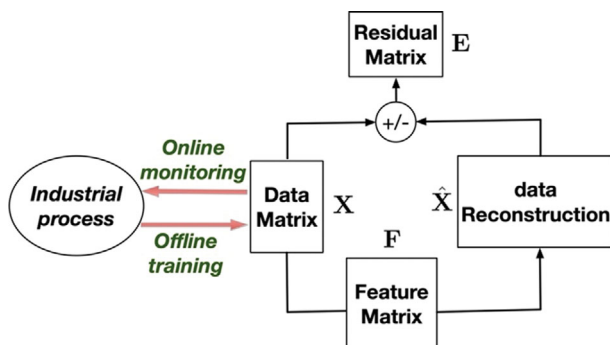 Residual
Matrix
E
+/-
Online
monitoring
Industrial
process
Data
Matrix
X
X̂
data
Reconstruction
Offline
training
F
Feature
Matrix